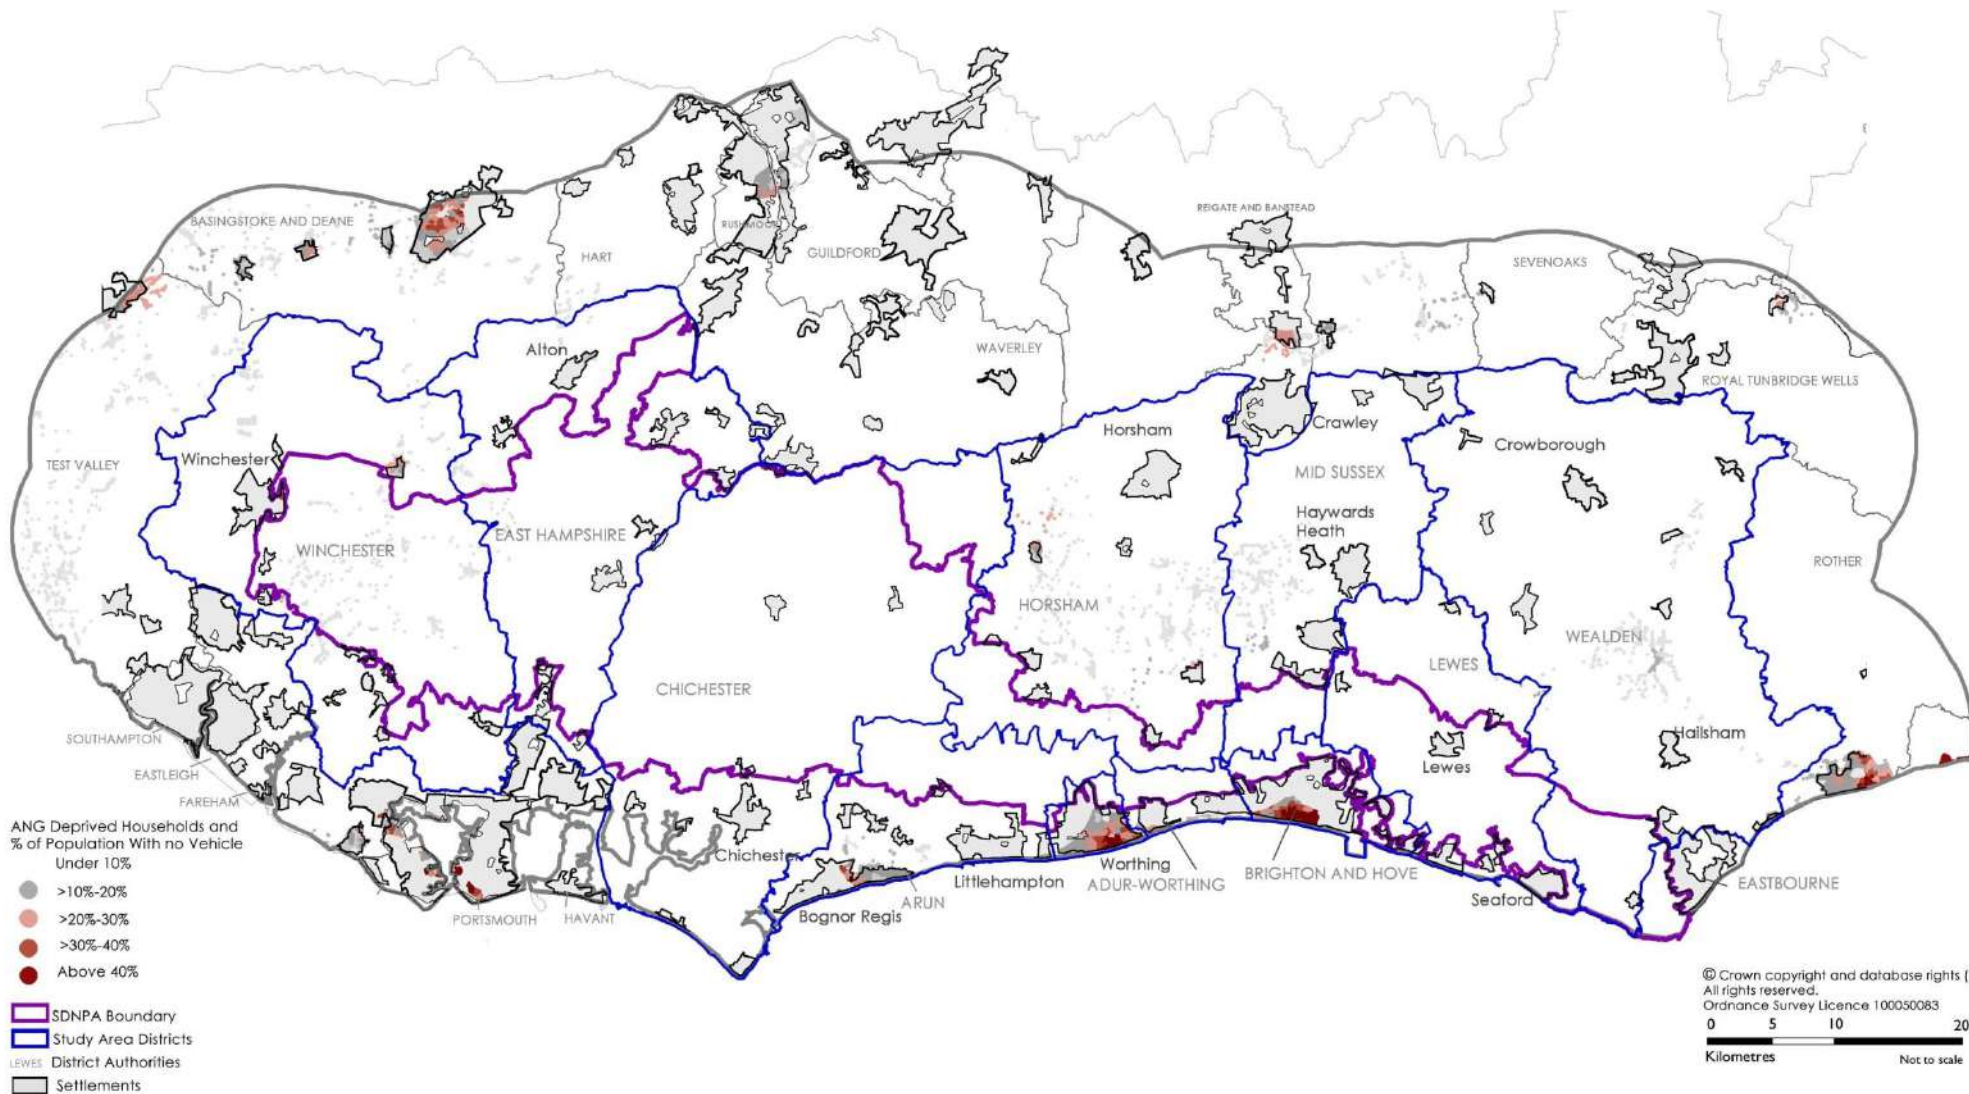 BASINGSTOKE AND DEANE
REIGATE AND BANSTEAD
RUSHMOOR
HART
GUILDFORD
SEVENOAKS
Alton
WAVERLEY
ROYAL TUNBRIDGE WELLS
Horsham
Crawley
Crowborough
TEST VALLEY
Winchester
MID SUSSEX
Haywards
Heath
EAST HAMPSHIRE
WINCHESTER
ROTHER
HORSHAM
WEALDEN
LEWES
CHICHESTER
SOUTHAMPTON
Hailsham
EASTLEIGH
Lewes
FAREHAM
Chichester
Worthing
Littlehampton
ADUR-WORTHING
BRIGHTON AND HOVE
EASTBOURNE
ARUN
Seaford
PORTSMOUTH
HAVANT
Bognor Regis
ANG Deprived Households and
% of Population With no Vehicle
Under 10%
>10%-20%
>20%-30%
>30%-40%
Above 40%
SDNPA Boundary
Study Area Districts
LEWES District Authorities
Settlements
© Crown copyright and database rights (
All rights reserved.
Ordnance Survey Licence 100050083
0 5 10 20
Kilometres
Not to scale